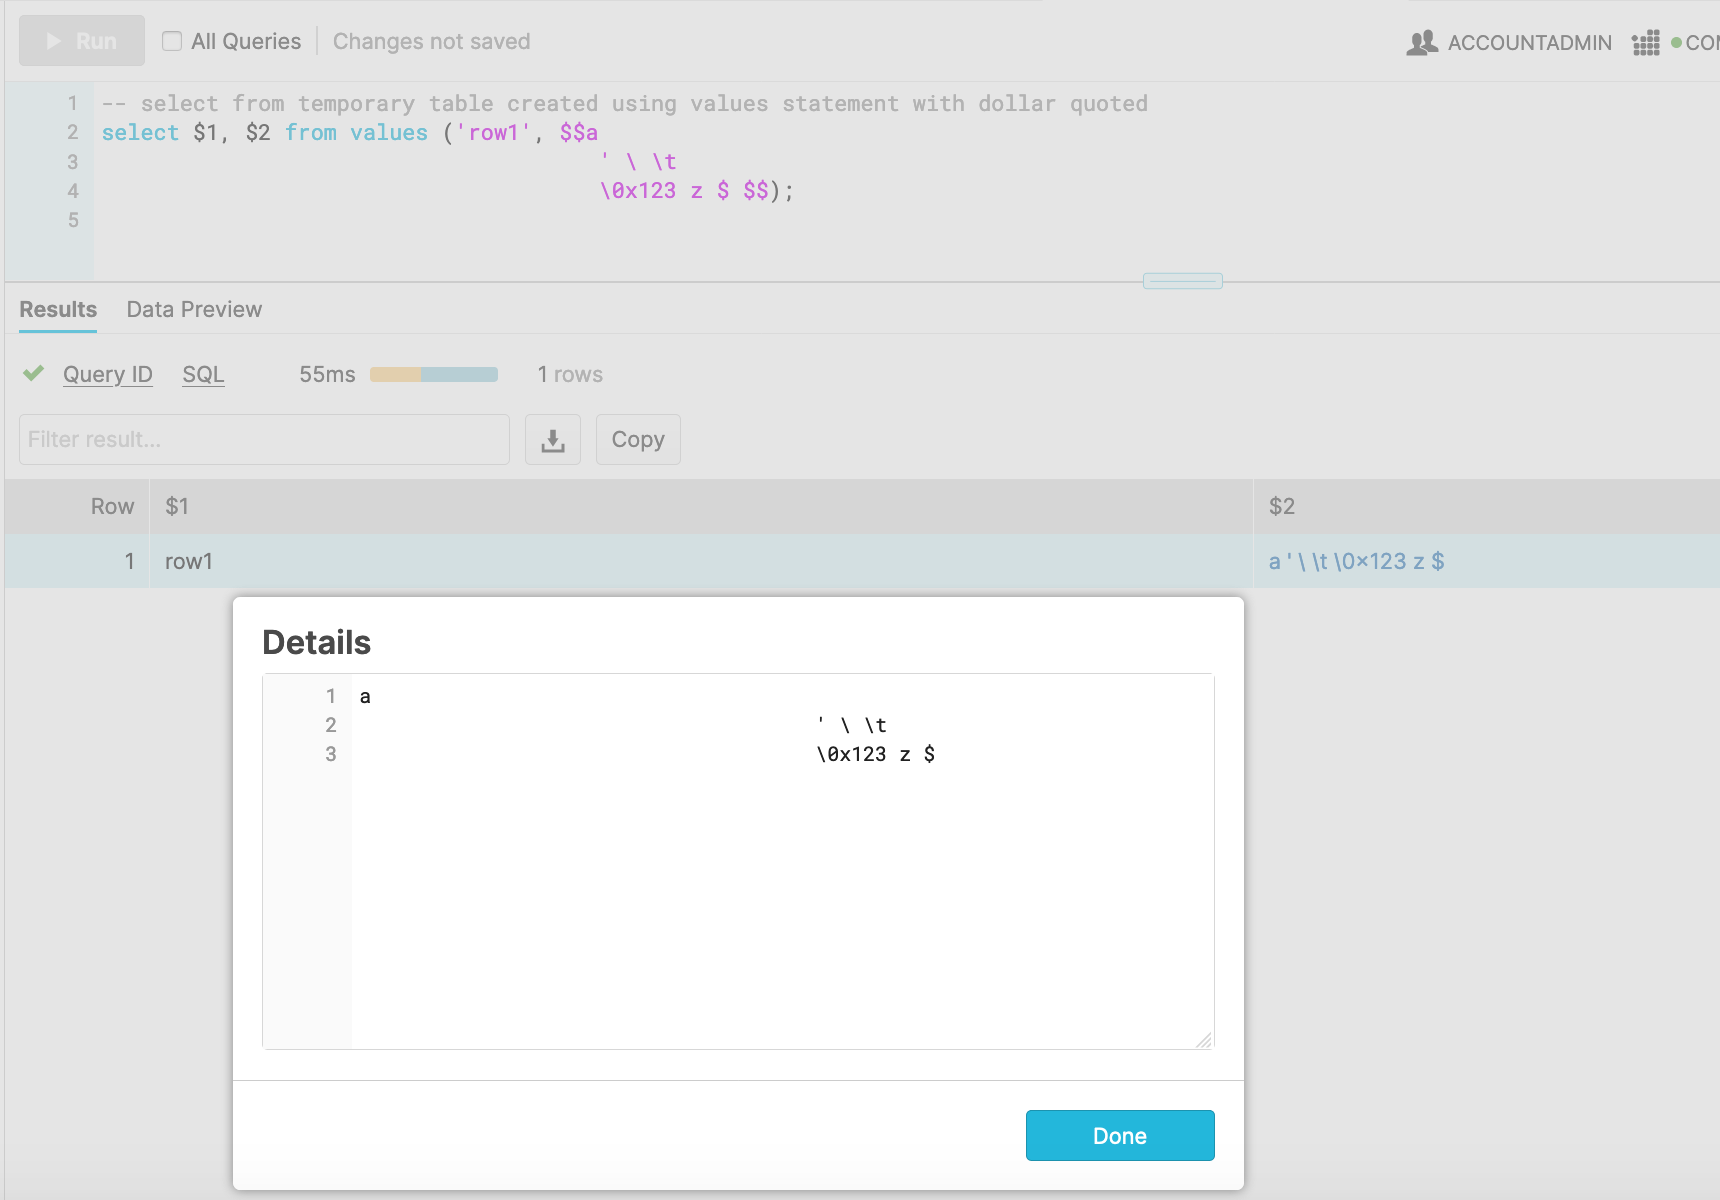 Run All Queries Changes not saved ACCOUNTADMIN CO
1 -- select from temporary table created using values statement with dollar quoted
2 select $1, $2 from values ('row1', $$a
3 ' \ \t
4 \0x123 z $ $$);
5
Results Data Preview
Query ID SQL 55ms 1 rows
Filter result... Copy
Row $1 $2
1 row1 a ' \ \t \0x123 z $
Details
1 a
2 ' \ \t
3 \0x123 z $
Done